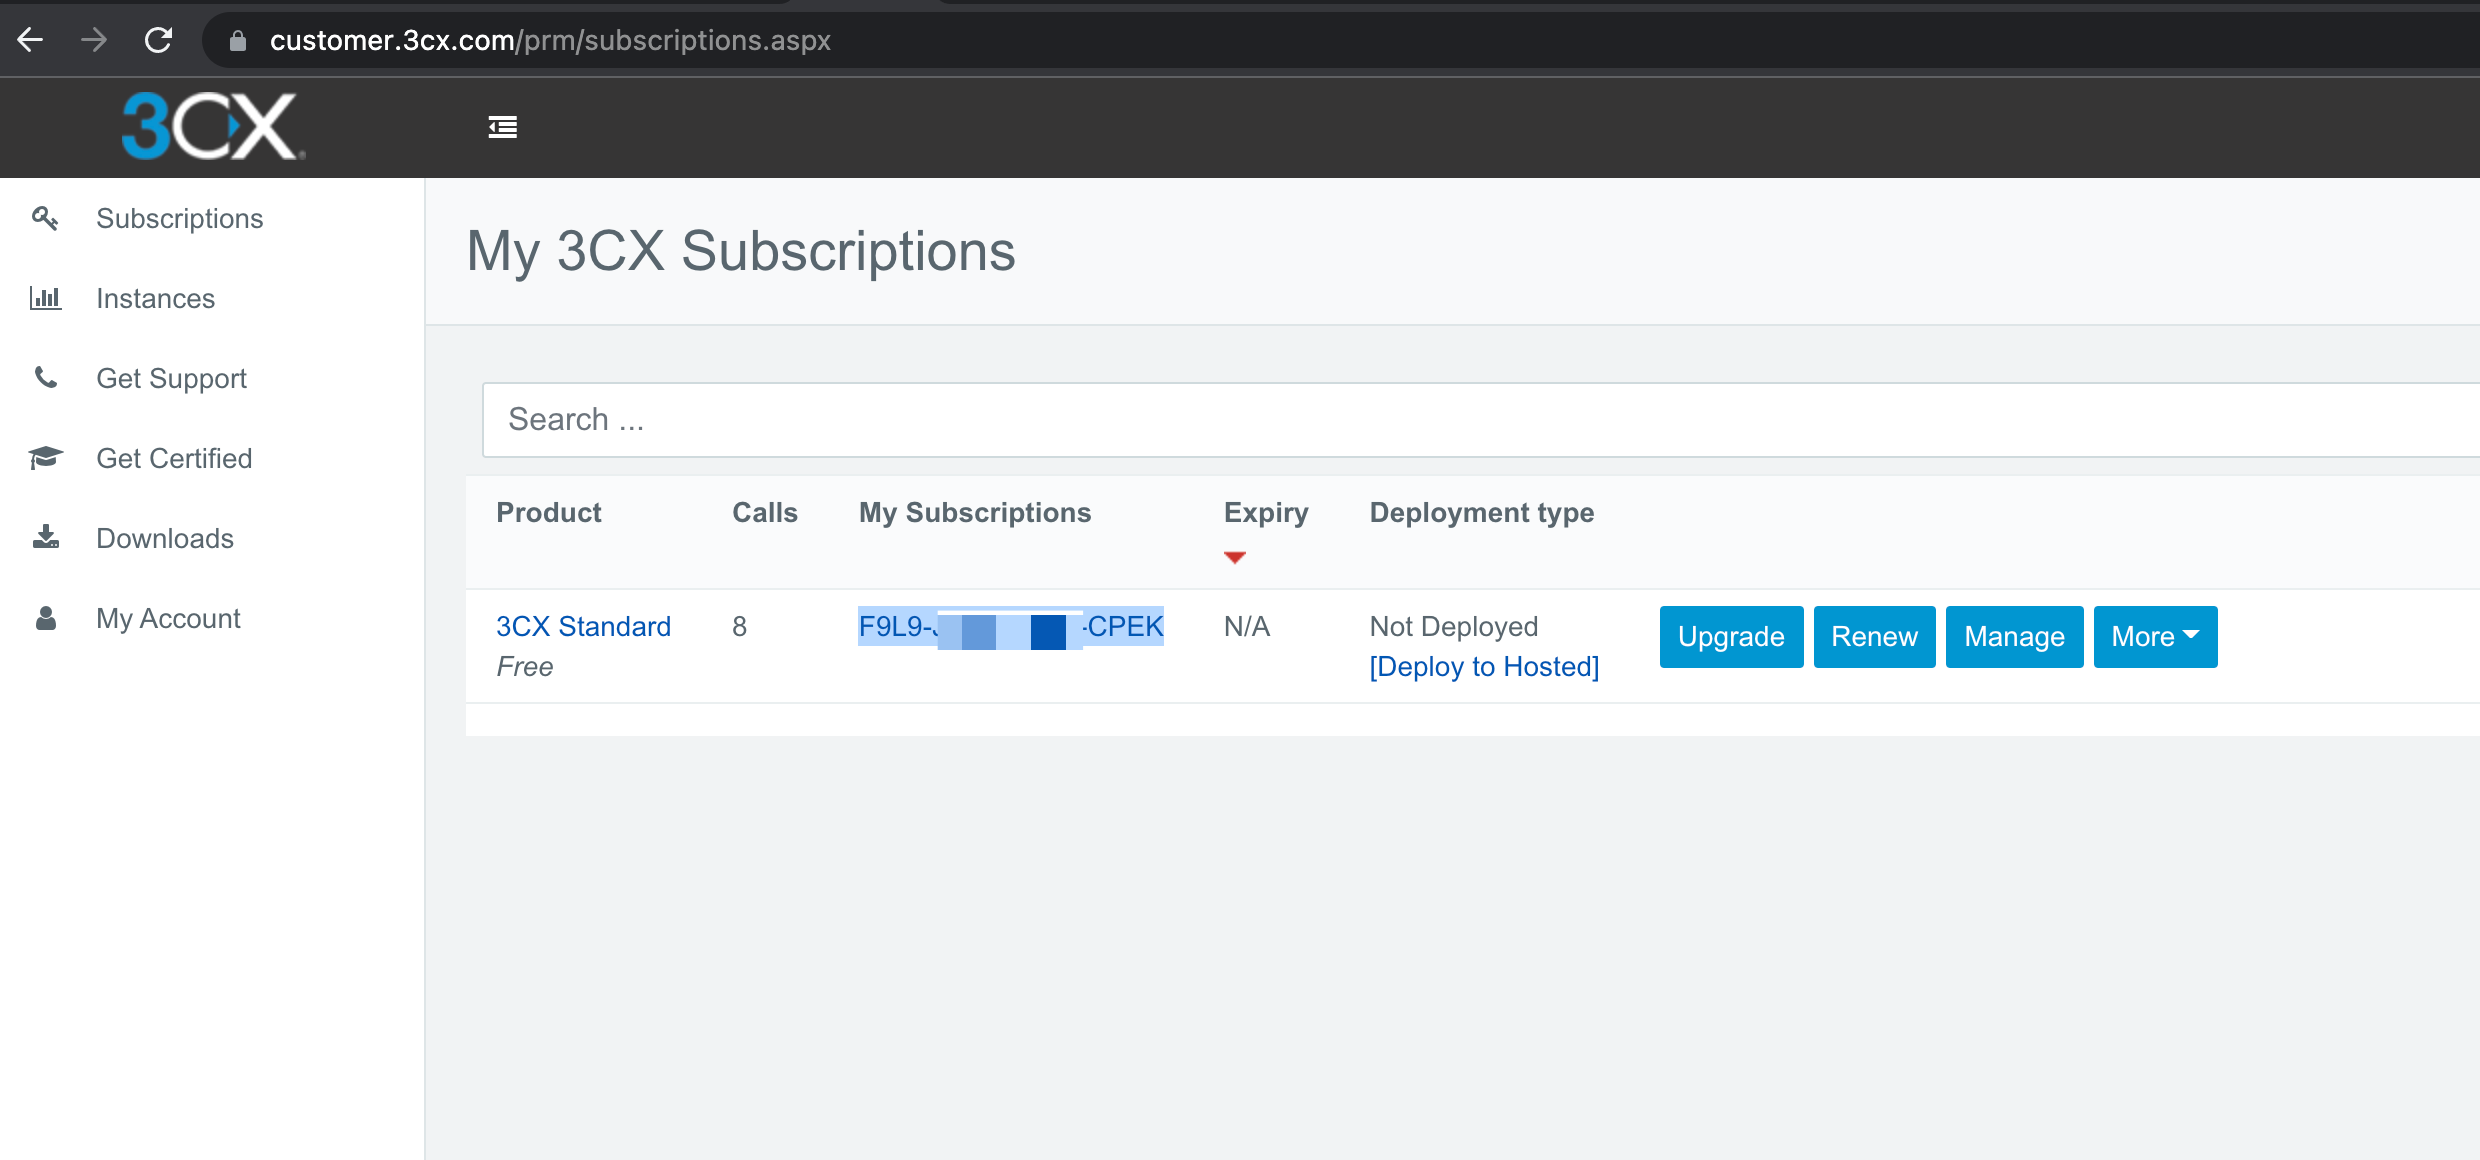 customer.3cx.com/prm/subscriptions.aspx
3CX
Subscriptions
Instances
Get Support
Get Certified
Downloads
My Account
My 3CX Subscriptions
Search ...
Product Calls My Subscriptions Expiry Deployment type
3CX Standard 8 F9L9- -CPEK N/A Not Deployed Upgrade Renew Manage More
Free [Deploy to Hosted]